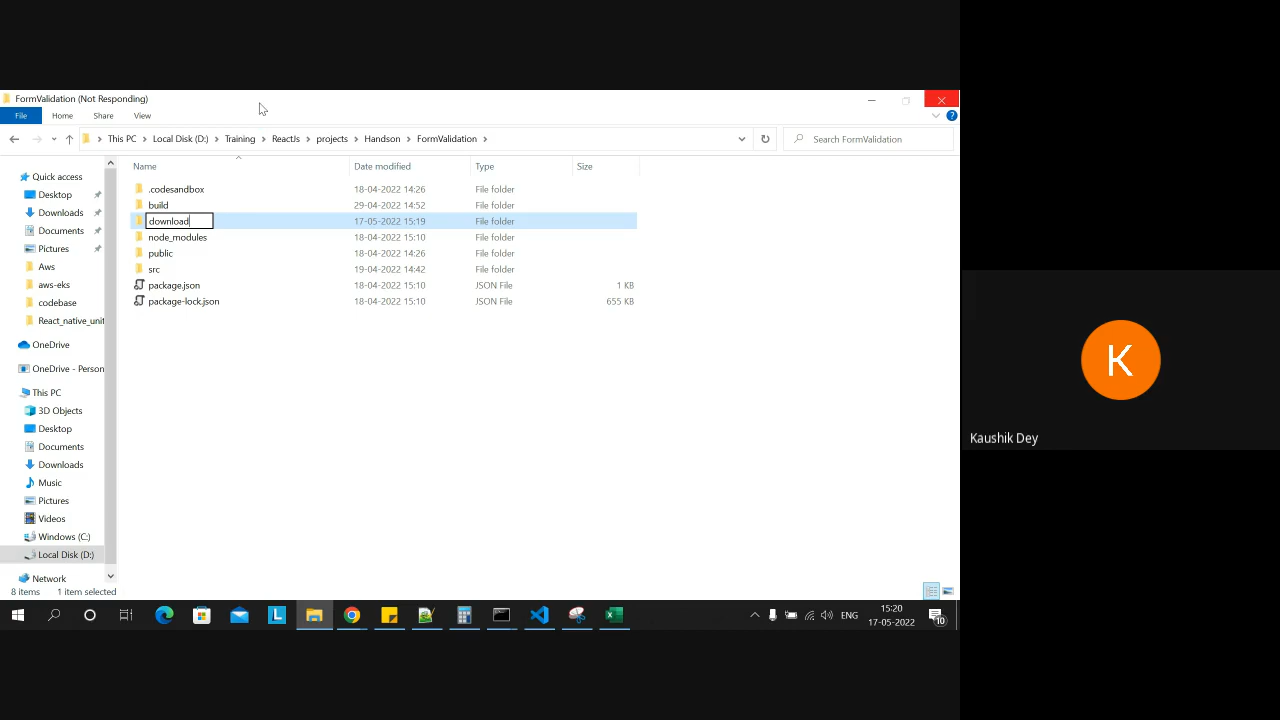 FormValidation (Not Responding)
File Home Share View
This PC Local Disk (D:) Training ReactJs projects Handson FormValidation Search FormValidation
Name Date modified Type Size
.codesandbox 18-04-2022 14:26 File folder
build 29-04-2022 14:52 File folder
download 17-05-2022 15:19 File folder
node_modules 18-04-2022 15:10 File folder
public 18-04-2022 14:26 File folder
src 19-04-2022 14:42 File folder
package.json 18-04-2022 15:10 JSON File 1 KB
package-lock.json 18-04-2022 15:10 JSON File 655 KB
Quick access
Desktop
Downloads
Documents
Pictures
Aws
aws-eks
codebase
React_native_unit
OneDrive
OneDrive - Person
This PC
3D Objects
Desktop
Documents
Downloads
Music
Pictures
Videos
Windows (C:)
Local Disk (D:)
Network
8 items 1 item selected
L
ENG
15:20
17-05-2022
10
K
Kaushik Dey